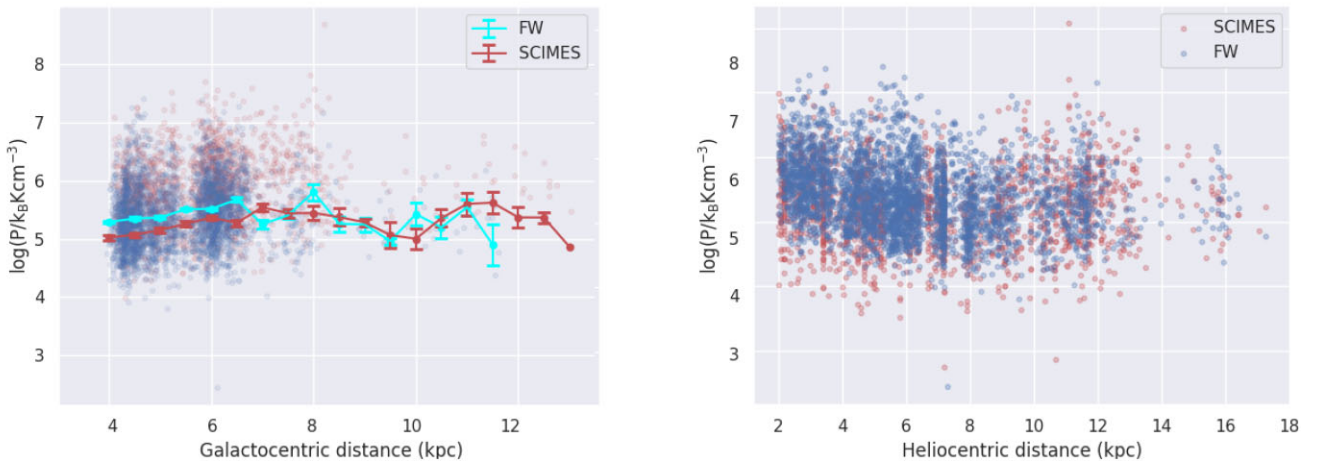 FW
SCIMES
8
7
6
5
4
3
log(P/k_BKcm^−3)
4 6 8 10 12
Galactocentric distance (kpc)
SCIMES
FW
8
7
6
5
4
3
log(P/k_BKcm^−3)
2 4 6 8 10 12 14 16 18
Heliocentric distance (kpc)